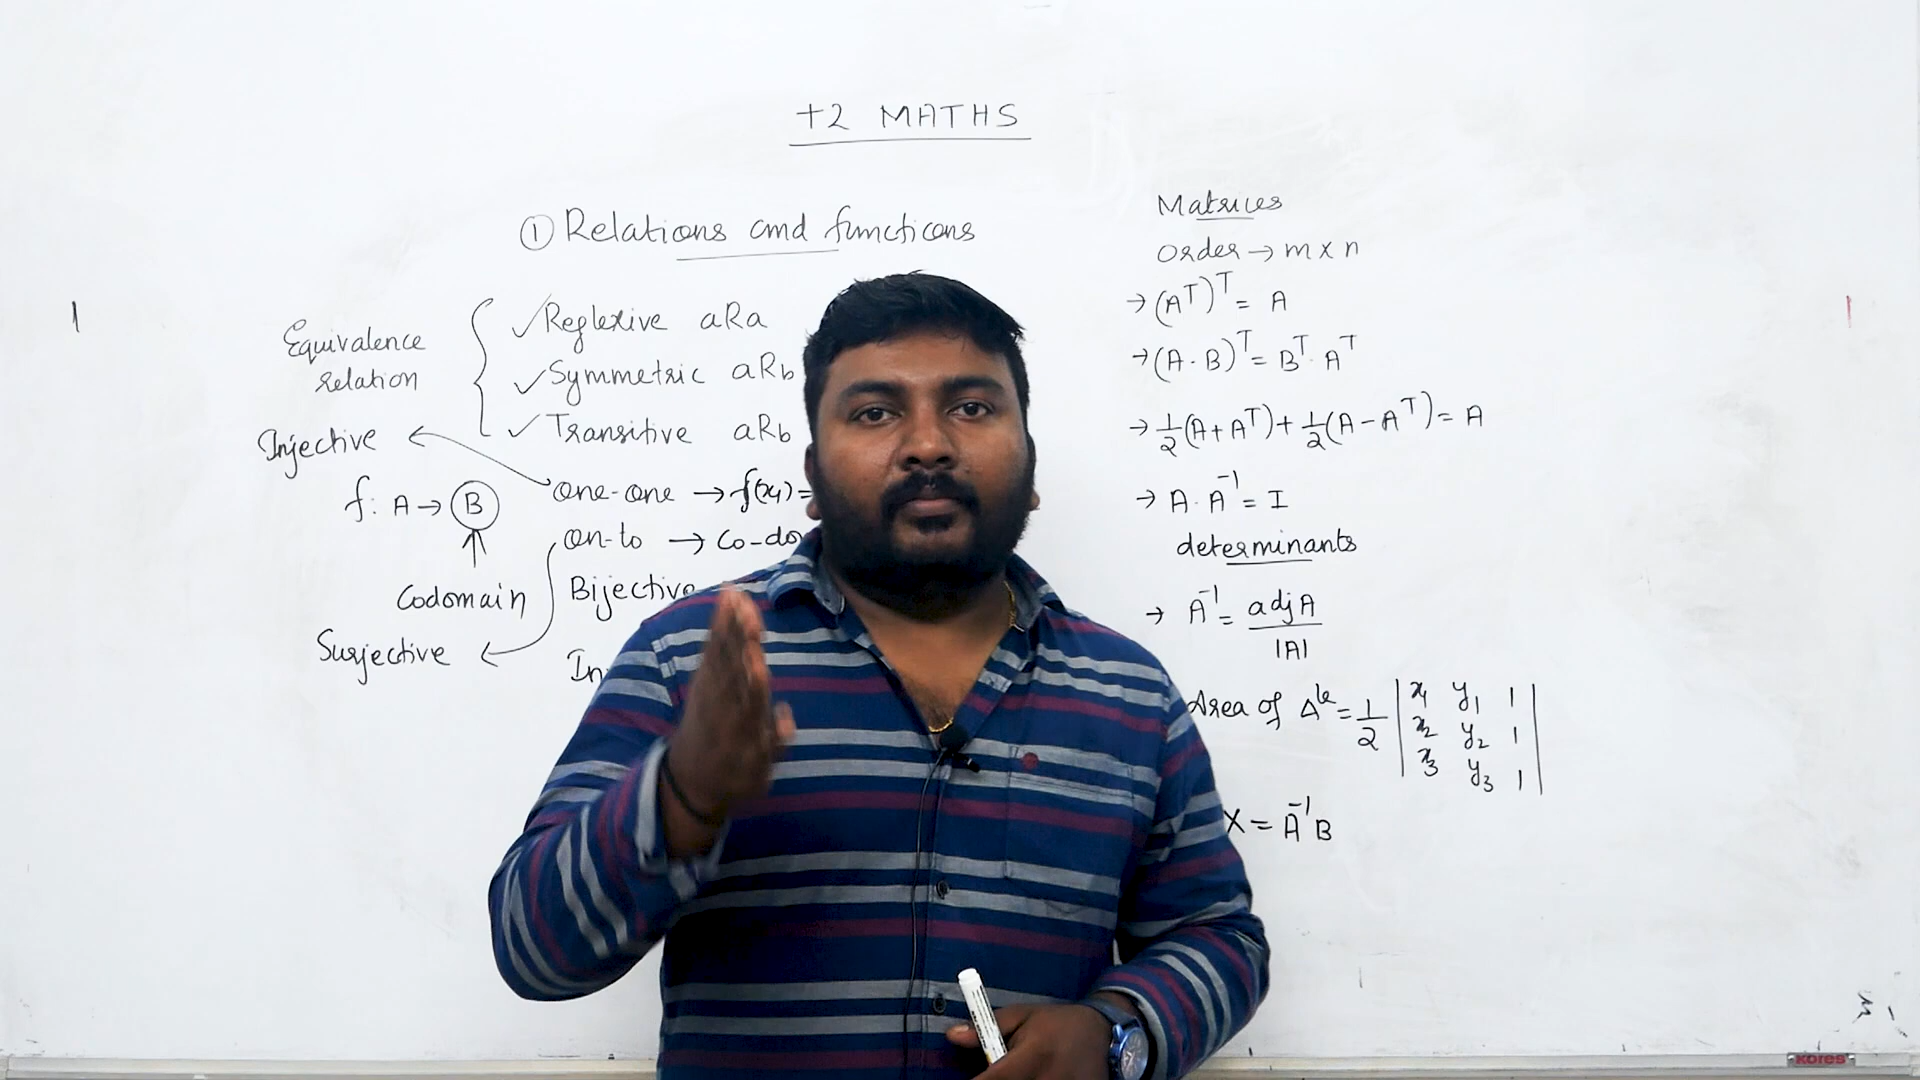 +2 MATHS
① Relations and functions
Equivalence relation
✓ Reflexive aRa
✓ Symmetric aRb
✓ Transitive aRb
Injective
f: A → B
one-one → f(x₁) =
on-to → Co-do
Codomain
Bijective
Surjective
In
Matrices
Order → m x n
→ (Aᵀ)ᵀ = A
→ (A · B)ᵀ = Bᵀ · Aᵀ
→ 1/2 (A + Aᵀ) + 1/2 (A − Aᵀ) = A
→ A · A⁻¹ = I
determinants
→ A⁻¹ = adj A / |A|
Area of Δle = 1/2 | x₁ y₁ 1
x₂ y₂ 1
x₃ y₃ 1 |
X = A⁻¹B
kores